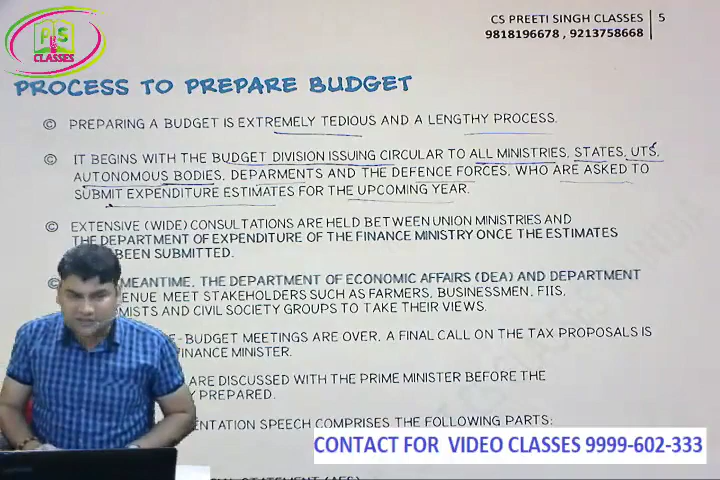 CS PREETI SINGH CLASSES | 5
9818196678 , 9213758668
PSC
CLASSES
PROCESS TO PREPARE BUDGET
© PREPARING A BUDGET IS EXTREMELY TEDIOUS AND A LENGTHY PROCESS.
© IT BEGINS WITH THE BUDGET DIVISION ISSUING CIRCULAR TO ALL MINISTRIES, STATES, UTS,
AUTONOMOUS BODIES, DEPARMENTS AND THE DEFENCE FORCES, WHO ARE ASKED TO
SUBMIT EXPENDITURE ESTIMATES FOR THE UPCOMING YEAR.
© EXTENSIVE (WIDE) CONSULTATIONS ARE HELD BETWEEN UNION MINISTRIES AND
THE DEPARTMENT OF EXPENDITURE OF THE FINANCE MINISTRY ONCE THE ESTIMATES
BEEN SUBMITTED.
MEANTIME, THE DEPARTMENT OF ECONOMIC AFFAIRS (DEA) AND DEPARTMENT
MEET STAKEHOLDERS SUCH AS FARMERS, BUSINESSMEN, FIIS,
AND CIVIL SOCIETY GROUPS TO TAKE THEIR VIEWS.
-BUDGET MEETINGS ARE OVER, A FINAL CALL ON THE TAX PROPOSALS IS
FINANCE MINISTER.
ARE DISCUSSED WITH THE PRIME MINISTER BEFORE THE
PREPARED.
SPEECH COMPRISES THE FOLLOWING PARTS:
CONTACT FOR VIDEO CLASSES 9999-602-333